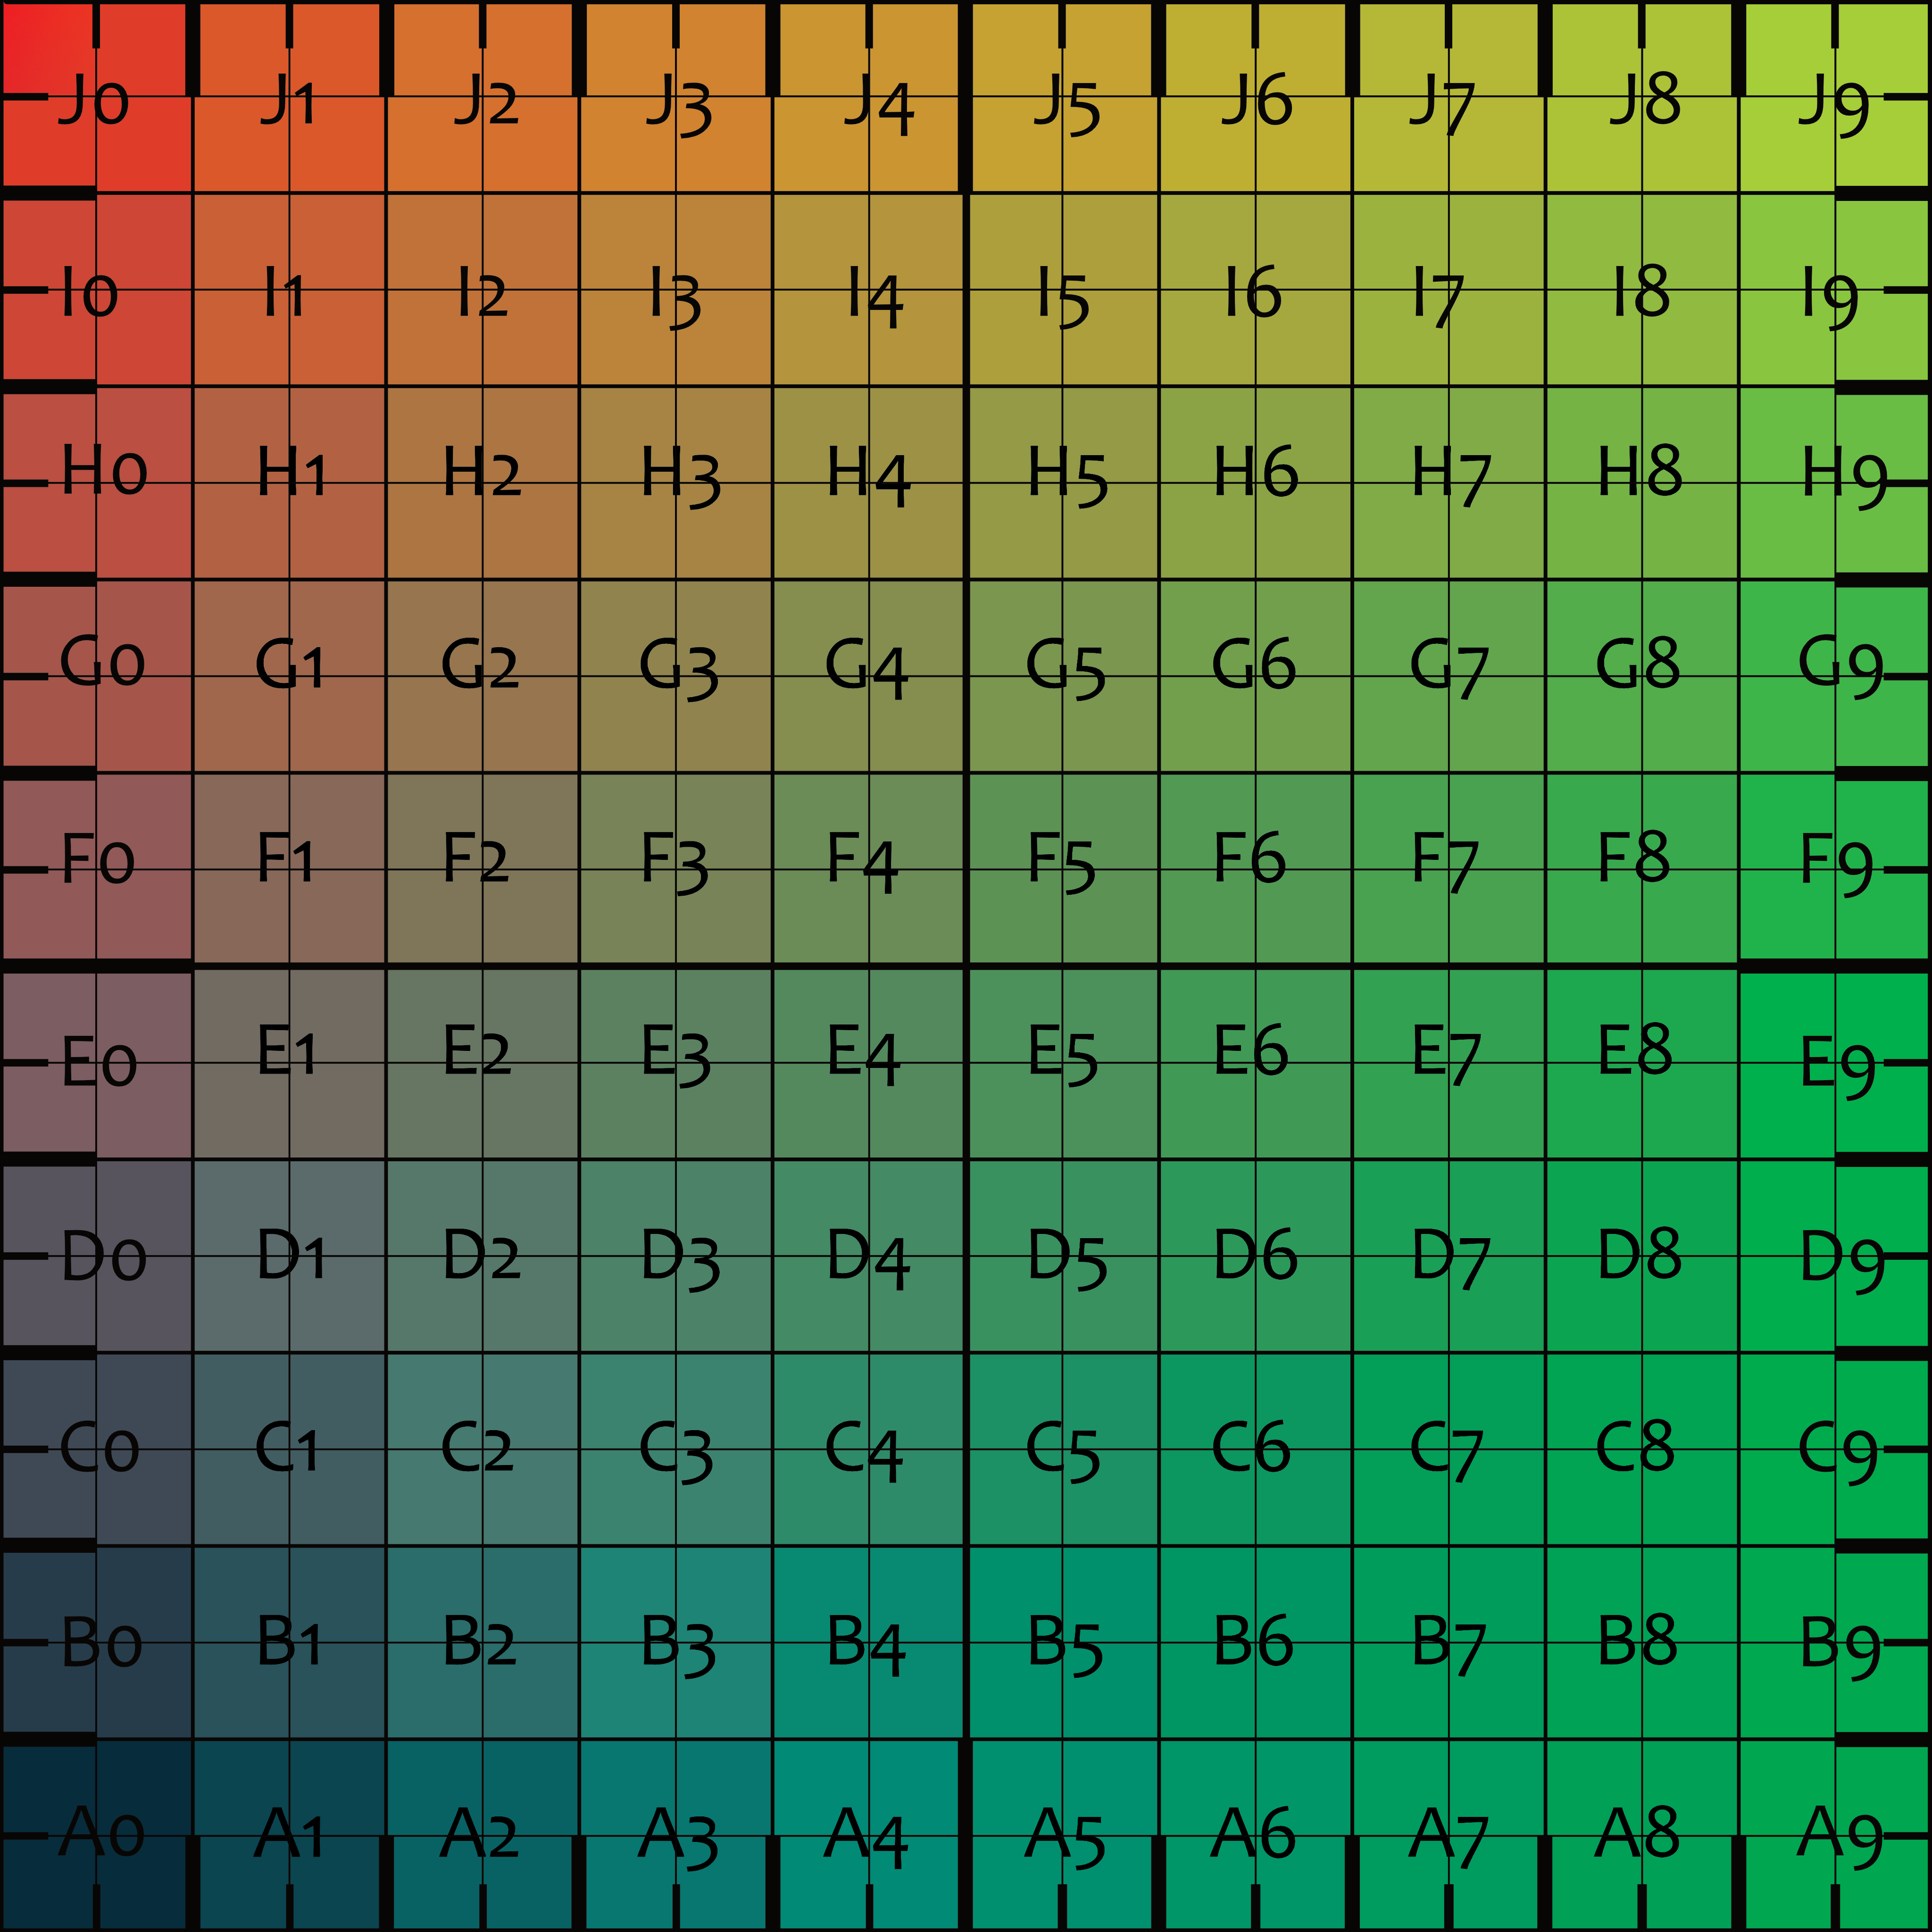 J0 J1 J2 J3 J4 J5 J6 J7 J8 J9
I0 I1 I2 I3 I4 I5 I6 I7 I8 I9
H0 H1 H2 H3 H4 H5 H6 H7 H8 H9
G0 G1 G2 G3 G4 G5 G6 G7 G8 G9
F0 F1 F2 F3 F4 F5 F6 F7 F8 F9
E0 E1 E2 E3 E4 E5 E6 E7 E8 E9
D0 D1 D2 D3 D4 D5 D6 D7 D8 D9
C0 C1 C2 C3 C4 C5 C6 C7 C8 C9
B0 B1 B2 B3 B4 B5 B6 B7 B8 B9
A0 A1 A2 A3 A4 A5 A6 A7 A8 A9